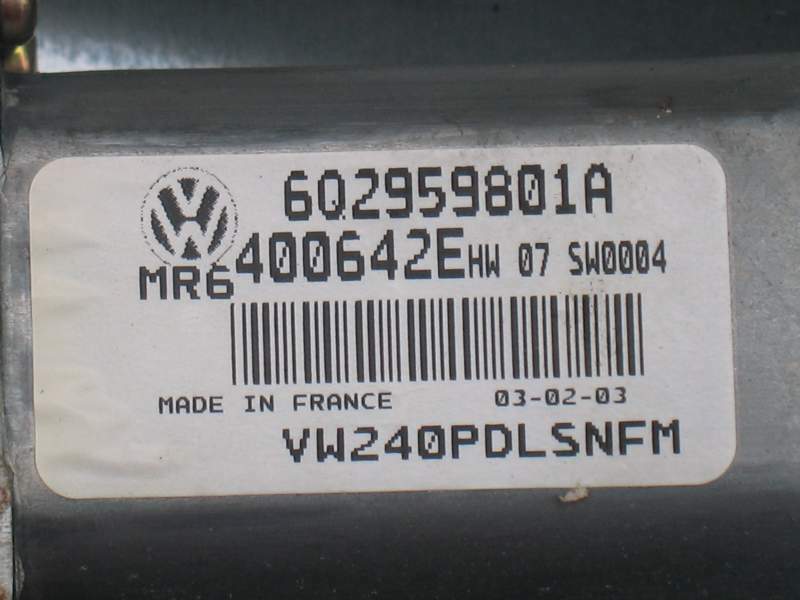 6Q2959801A
MR6 400642E HW 07 SW0004
MADE IN FRANCE 03-02-03
VW240PDLSNFM